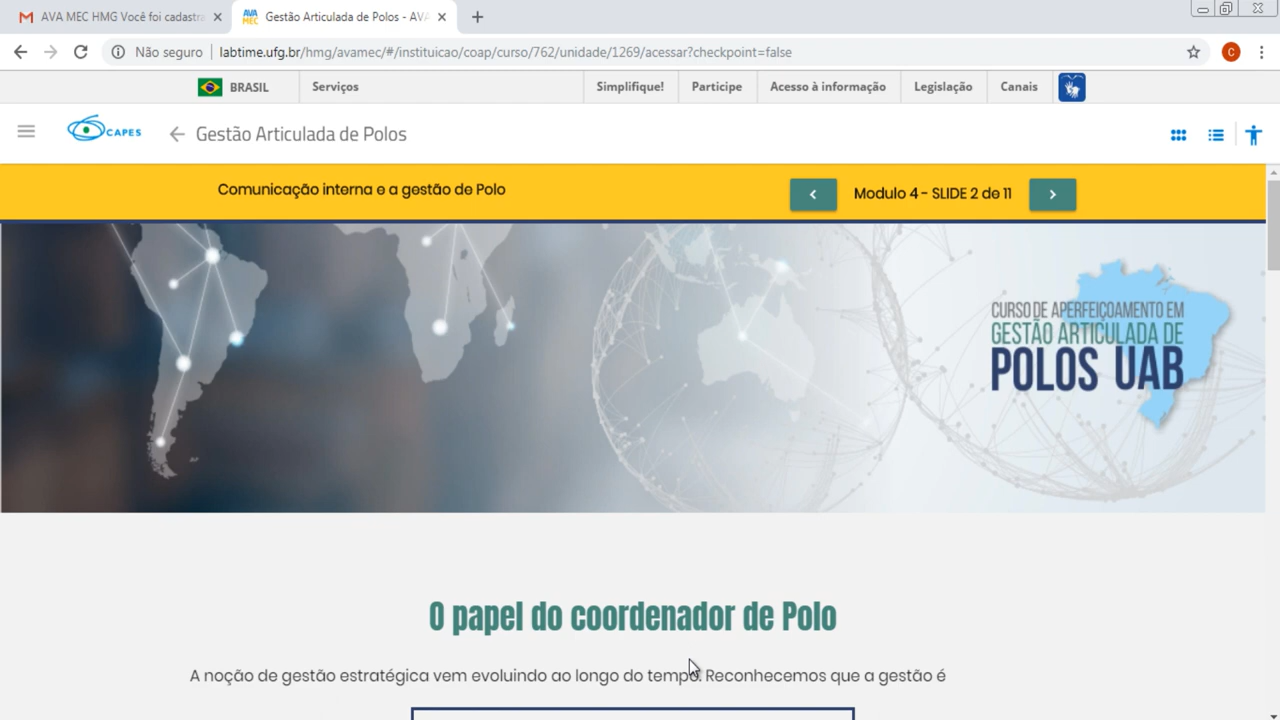 AVA MEC HMG Você foi cadastra
Gestão Articulada de Polos - AVA
Não seguro
labtime.ufg.br/hmg/avamec/#/instituicao/coap/curso/762/unidade/1269/acessar?checkpoint=false
C
BRASIL
Serviços
Simplifique!
Participe
Acesso à informação
Legislação
Canais
CAPES
Gestão Articulada de Polos
Comunicação interna e a gestão de Polo
Modulo 4 - SLIDE 2 de 11
CURSO DE APERFEIÇOAMENTO EM
GESTÃO ARTICULADA DE
POLOS UAB
O papel do coordenador de Polo
A noção de gestão estratégica vem evoluindo ao longo do tempo. Reconhecemos que a gestão é